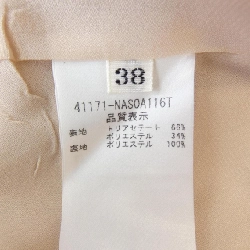 38
41171-NASOA116T
品質表示
表地 トリアセテート 66%
ポリエステル 34%
裏地 ポリエステル 100%